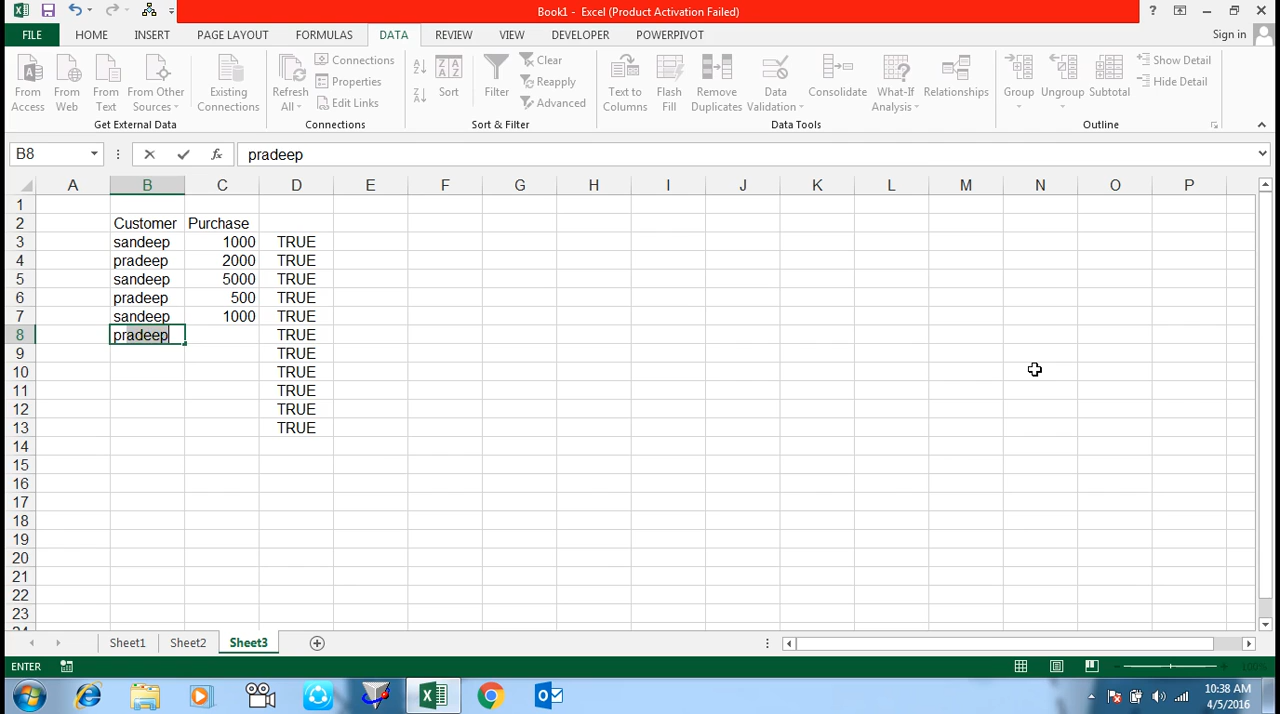 Book1 - Excel (Product Activation Failed)
FILE HOME INSERT PAGE LAYOUT FORMULAS DATA REVIEW VIEW DEVELOPER POWERPIVOT Sign in
From Access From Web From Text From Other Sources Existing Connections Refresh All Connections Properties Edit Links Sort Filter Clear Reapply Advanced Text to Columns Flash Fill Remove Duplicates Data Validation Consolidate What-If Analysis Relationships Group Ungroup Subtotal Show Detail Hide Detail
Get External Data Connections Sort & Filter Data Tools Outline
B8 fx pradeep
A B C D E F G H I J K L M N O P
1
2 Customer Purchase
3 sandeep 1000 TRUE
4 pradeep 2000 TRUE
5 sandeep 5000 TRUE
6 pradeep 500 TRUE
7 sandeep 1000 TRUE
8 pradeep TRUE
9 TRUE
10 TRUE
11 TRUE
12 TRUE
13 TRUE
14
15
16
17
18
19
20
21
22
23
24
Sheet1 Sheet2 Sheet3
ENTER 100%
10:38 AM
4/5/2016